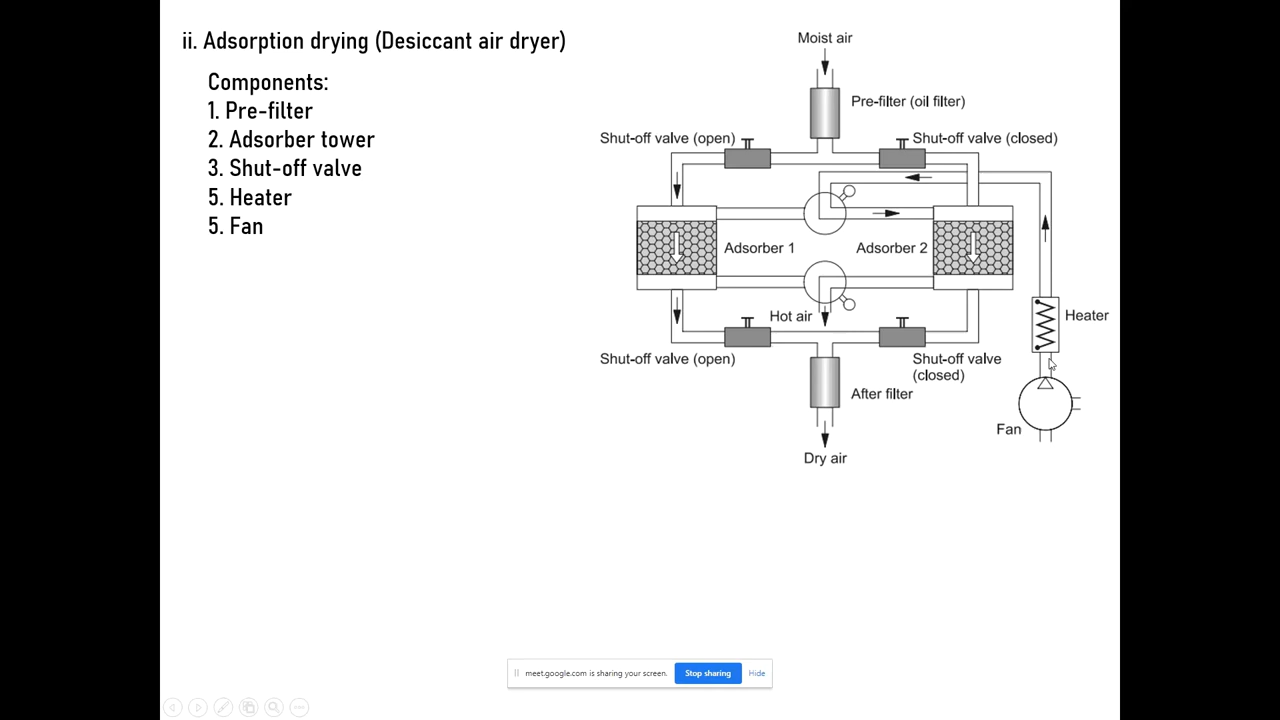 ii. Adsorption drying (Desiccant air dryer)
Components:
1. Pre-filter
2. Adsorber tower
3. Shut-off valve
5. Heater
5. Fan
Moist air
Pre-filter (oil filter)
Shut-off valve (open)
Shut-off valve (closed)
Adsorber 1
Adsorber 2
Hot air
Heater
Shut-off valve (open)
Shut-off valve
(closed)
After filter
Fan
Dry air
meet.google.com is sharing your screen.
Stop sharing
Hide